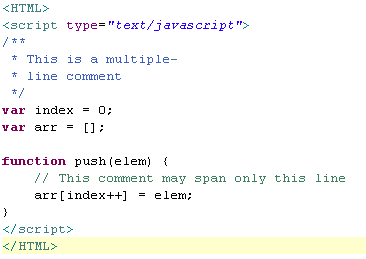 <HTML>
<script type="text/javascript">
/**
 * This is a multiple-
 * line comment
 */
var index = 0;
var arr = [];

function push(elem) {
    // This comment may span only this line
    arr[index++] = elem;
}
</script>
</HTML>